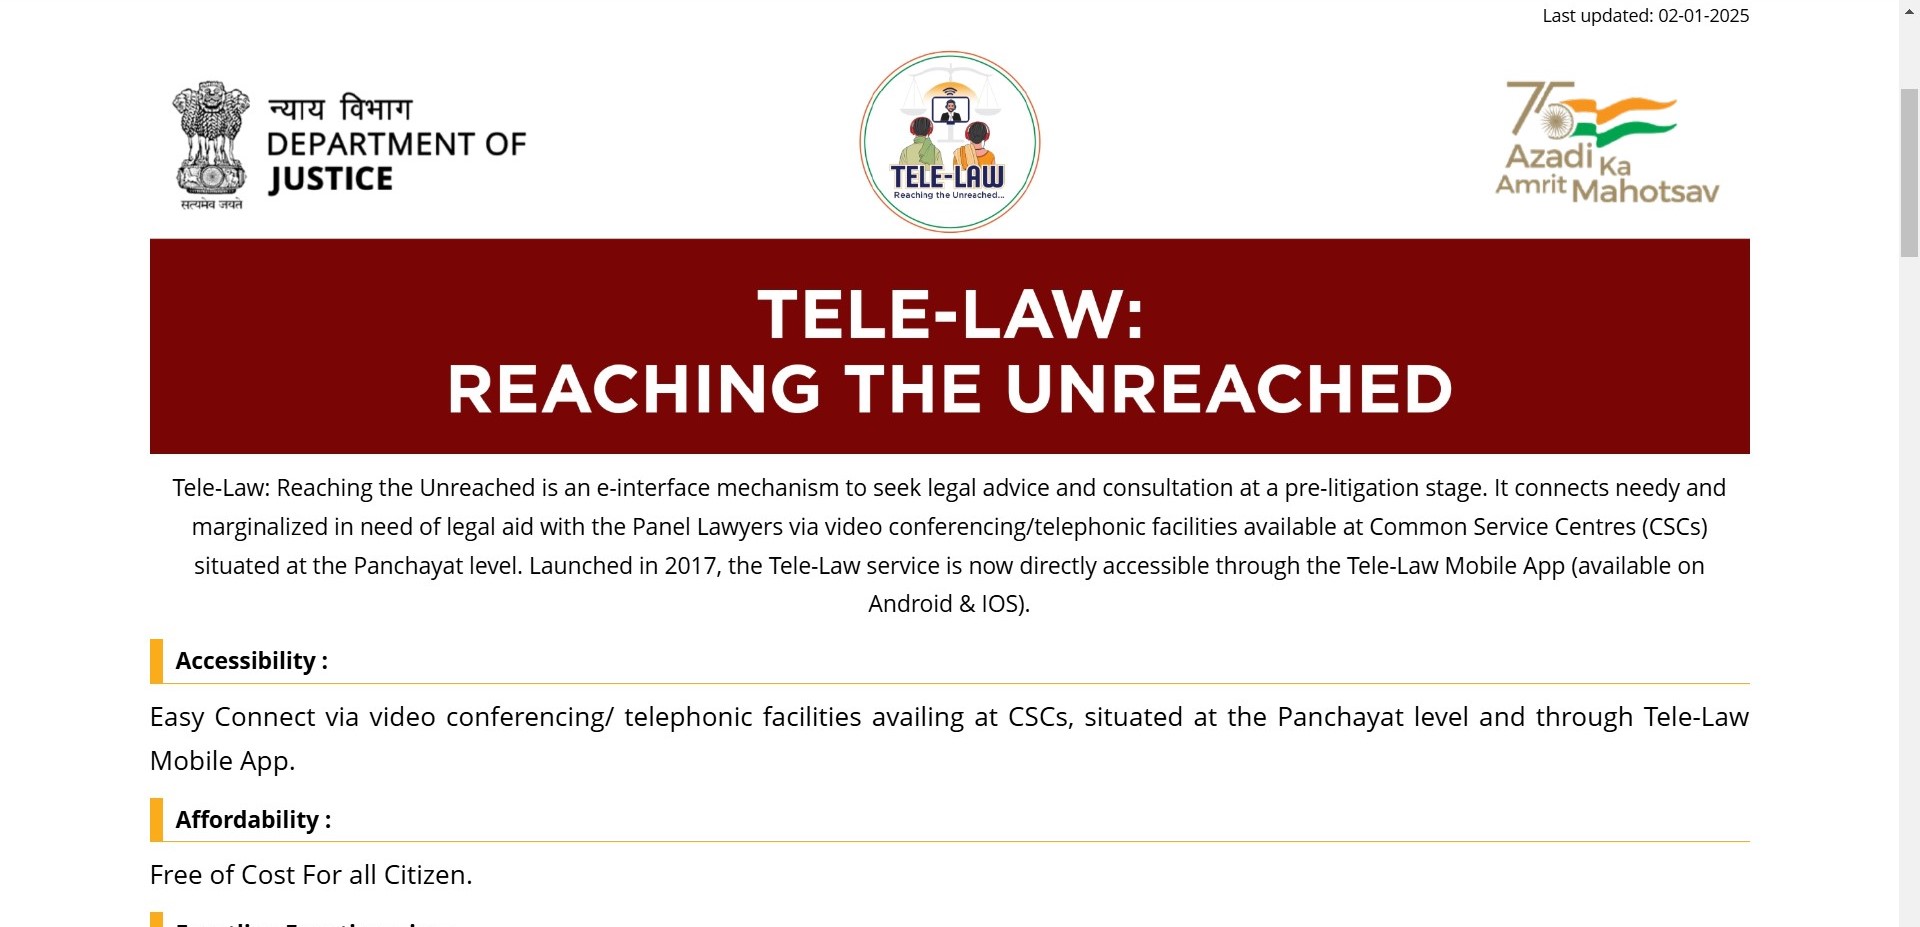 Last updated: 02-01-2025
न्याय विभाग
DEPARTMENT OF
JUSTICE
सत्यमेव जयते
TELE-LAW
Reaching the Unreached...
75
Azadi Ka
Amrit Mahotsav
TELE-LAW:
REACHING THE UNREACHED
Tele-Law: Reaching the Unreached is an e-interface mechanism to seek legal advice and consultation at a pre-litigation stage. It connects needy and
marginalized in need of legal aid with the Panel Lawyers via video conferencing/telephonic facilities available at Common Service Centres (CSCs)
situated at the Panchayat level. Launched in 2017, the Tele-Law service is now directly accessible through the Tele-Law Mobile App (available on
Android & IOS).
Accessibility :
Easy Connect via video conferencing/ telephonic facilities availing at CSCs, situated at the Panchayat level and through Tele-Law
Mobile App.
Affordability :
Free of Cost For all Citizen.